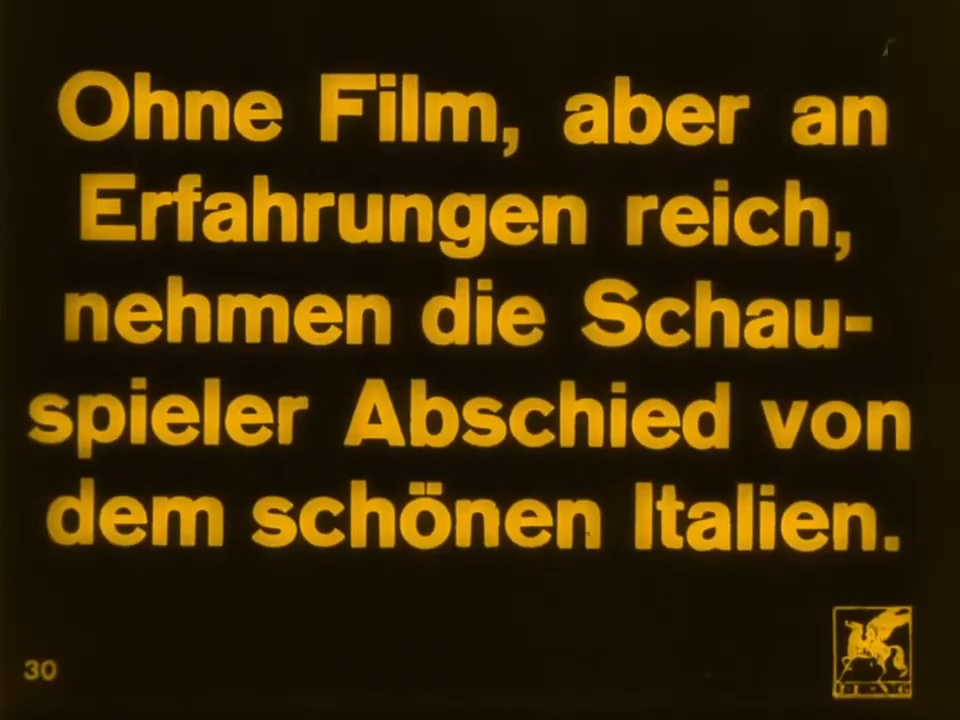 Ohne Film, aber an
Erfahrungen reich,
nehmen die Schau-
spieler Abschied von
dem schönen Italien.
30